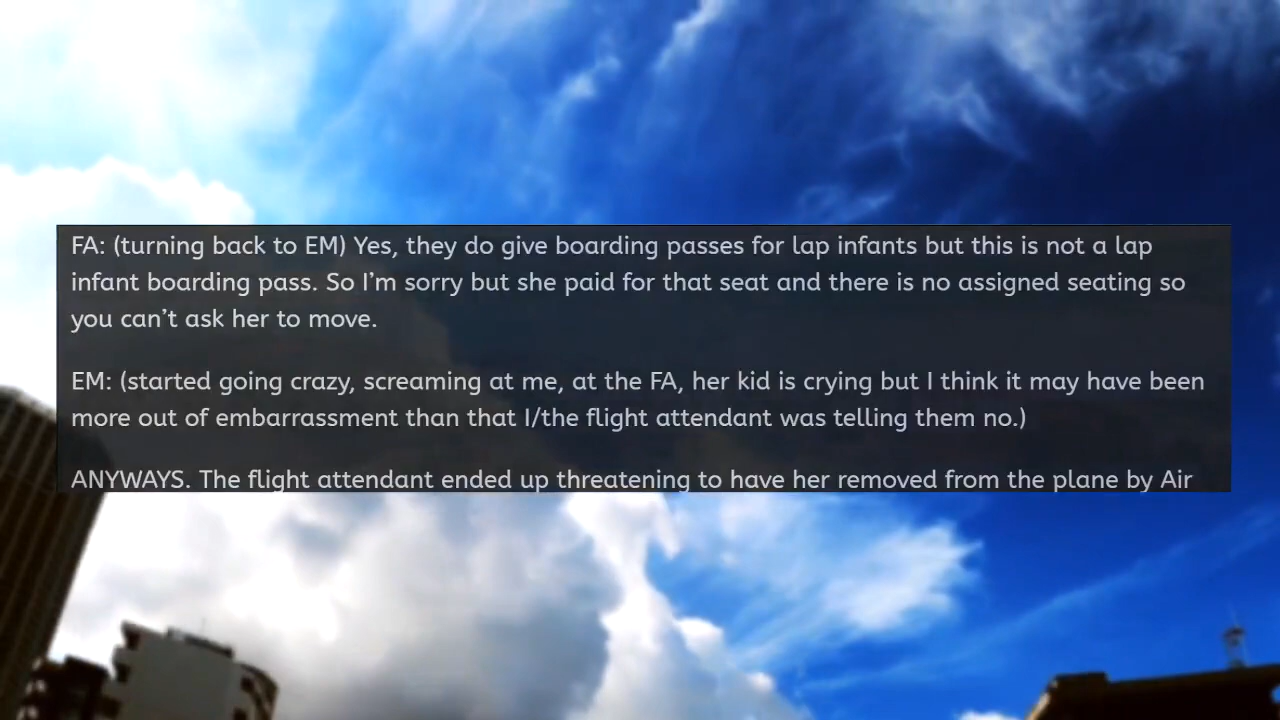 FA: (turning back to EM) Yes, they do give boarding passes for lap infants but this is not a lap
infant boarding pass. So I’m sorry but she paid for that seat and there is no assigned seating so
you can’t ask her to move.
EM: (started going crazy, screaming at me, at the FA, her kid is crying but I think it may have been
more out of embarrassment than that I/the flight attendant was telling them no.)
ANYWAYS. The flight attendant ended up threatening to have her removed from the plane by Air